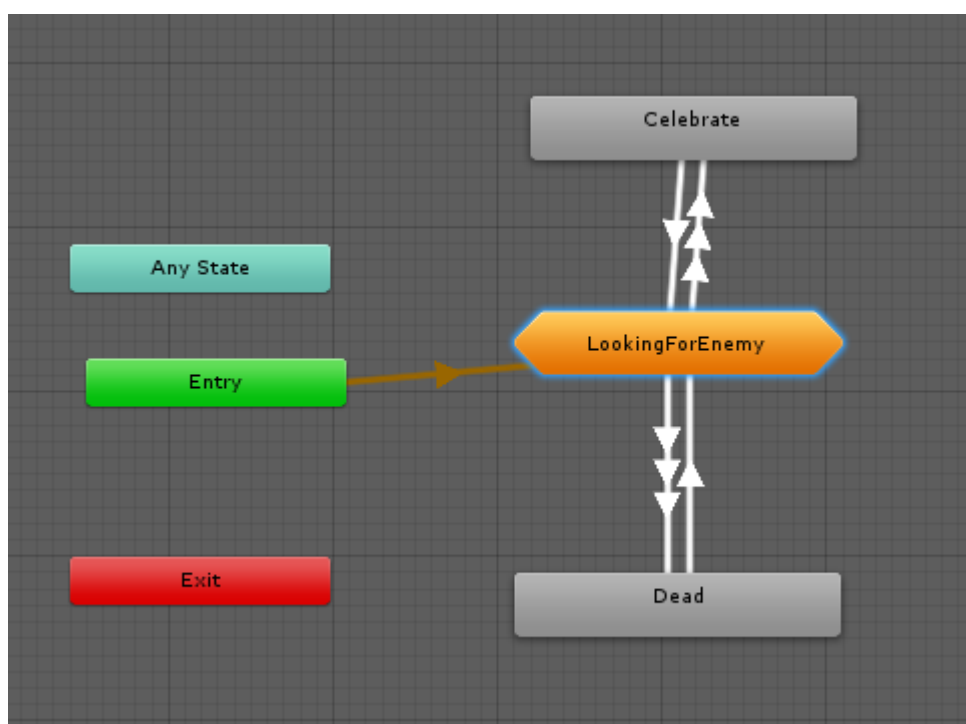 Celebrate
Any State
LookingForEnemy
Entry
Exit
Dead